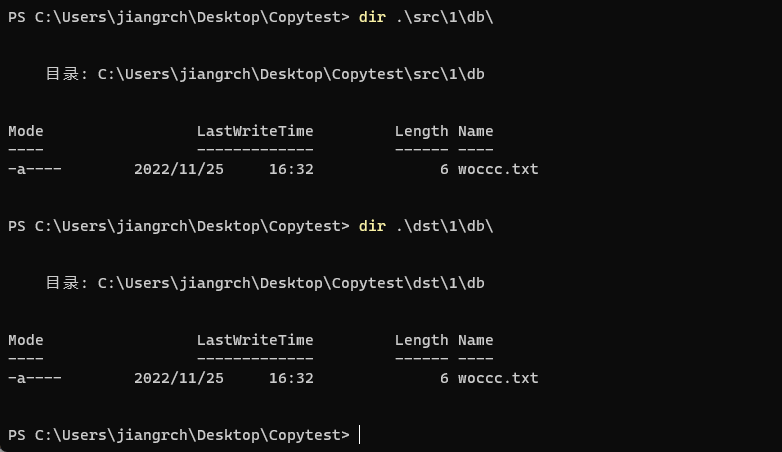 PS C:\Users\jiangrch\Desktop\Copytest> dir .\src\1\db\
目录: C:\Users\jiangrch\Desktop\Copytest\src\1\db
Mode                 LastWriteTime         Length Name
----                 -------------         ------ ----
-a----        2022/11/25     16:32              6 woccc.txt
PS C:\Users\jiangrch\Desktop\Copytest> dir .\dst\1\db\
目录: C:\Users\jiangrch\Desktop\Copytest\dst\1\db
Mode                 LastWriteTime         Length Name
----                 -------------         ------ ----
-a----        2022/11/25     16:32              6 woccc.txt
PS C:\Users\jiangrch\Desktop\Copytest>